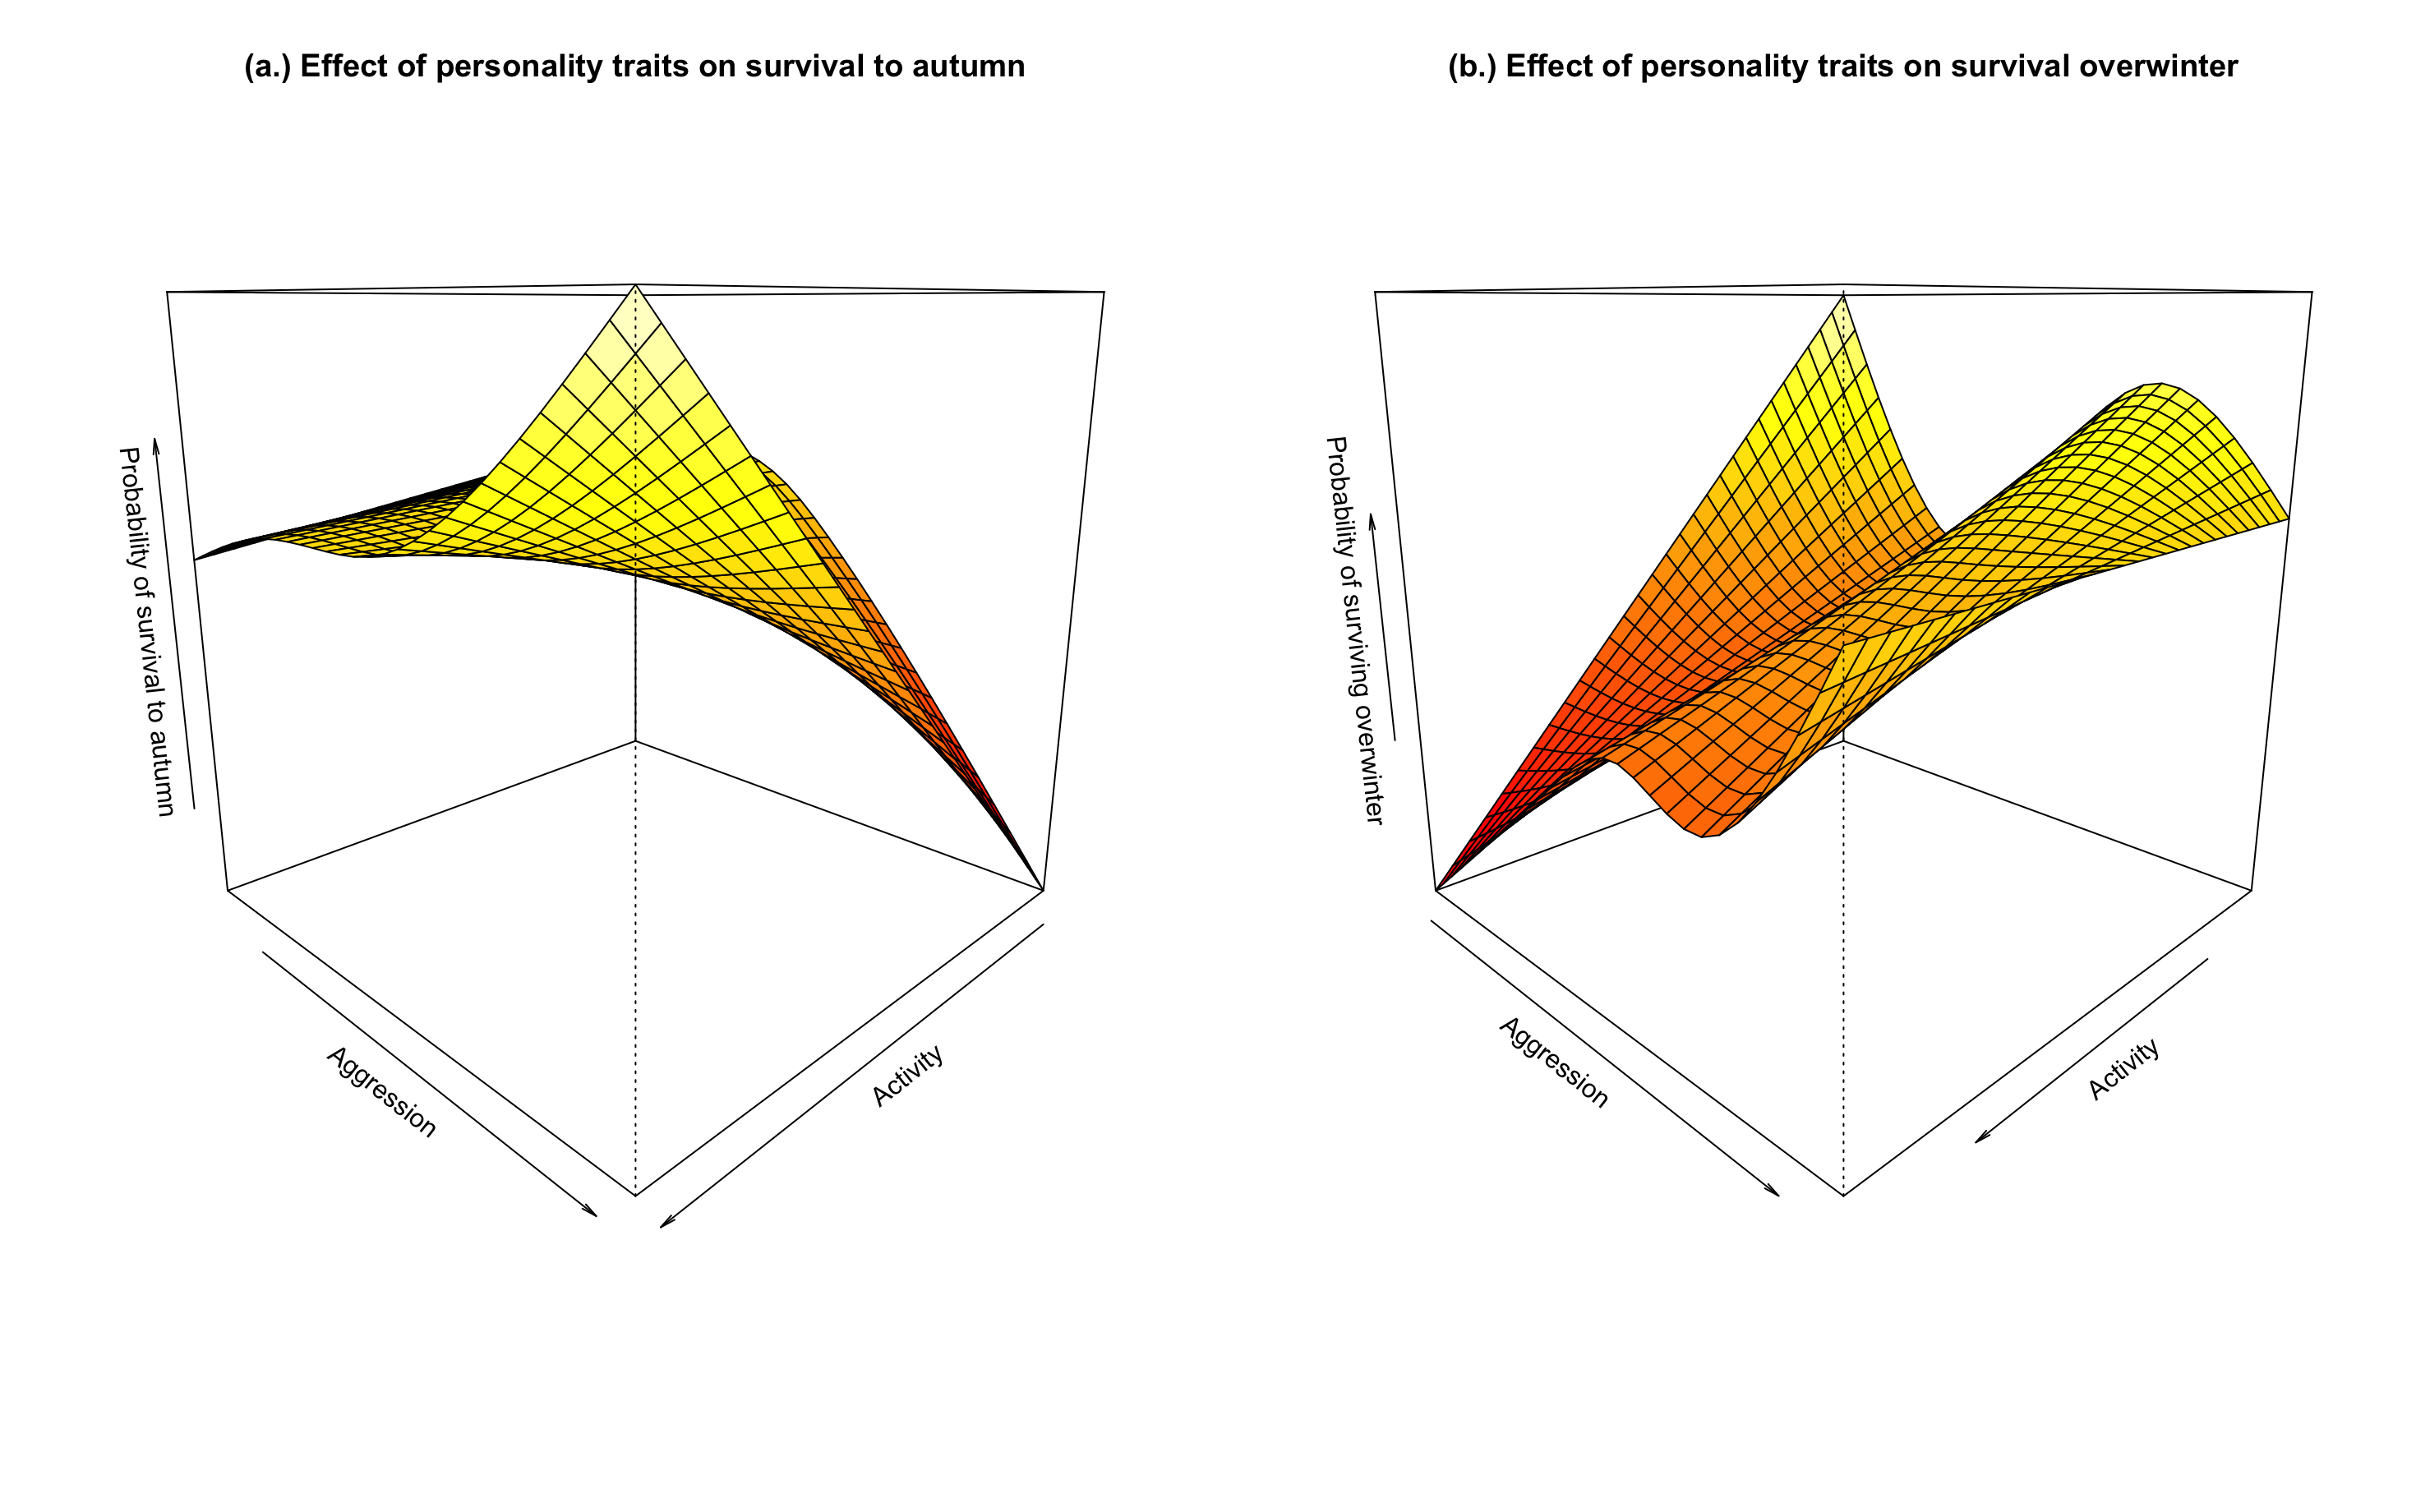 (a.) Effect of personality traits on survival to autumn
Probability of survival to autumn
Aggression
Activity
(b.) Effect of personality traits on survival overwinter
Probability of surviving overwinter
Aggression
Activity